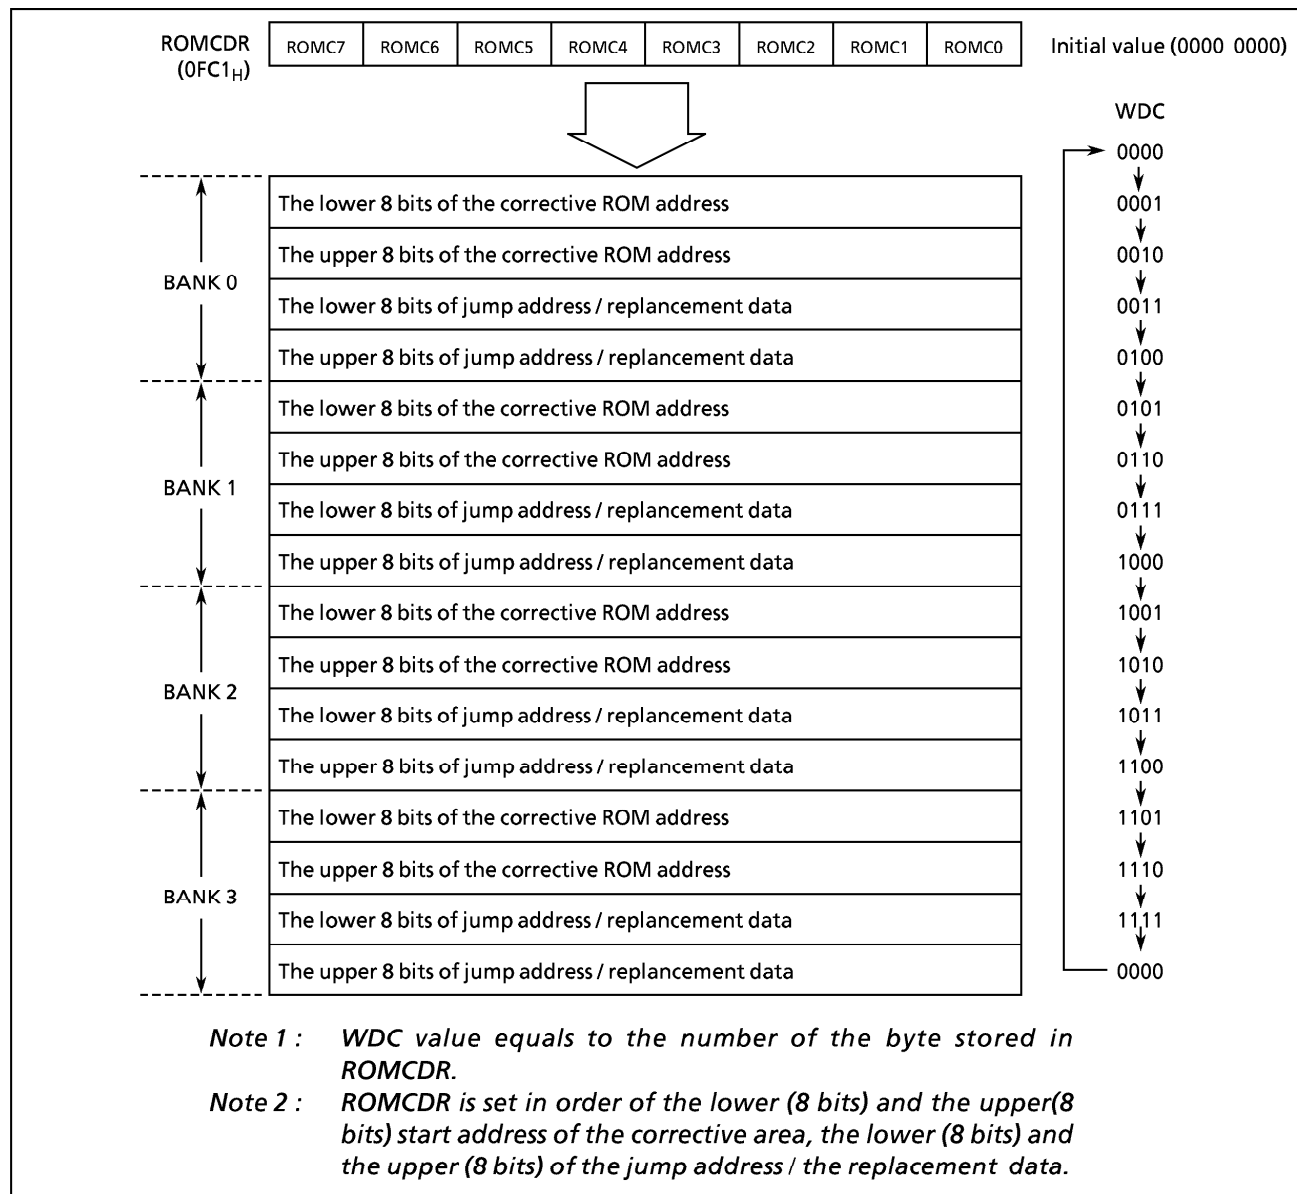 ROMCDR ROMC7 ROMC6 ROMC5 ROMC4 ROMC3 ROMC2 ROMC1 ROMC0 Initial value (0000 0000)
(0FC1H)
WDC
0000
The lower 8 bits of the corrective ROM address 0001
The upper 8 bits of the corrective ROM address 0010
BANK 0
The lower 8 bits of jump address / replancement data 0011
The upper 8 bits of jump address / replancement data 0100
The lower 8 bits of the corrective ROM address 0101
The upper 8 bits of the corrective ROM address 0110
BANK 1
The lower 8 bits of jump address / replancement data 0111
The upper 8 bits of jump address / replancement data 1000
The lower 8 bits of the corrective ROM address 1001
The upper 8 bits of the corrective ROM address 1010
BANK 2
The lower 8 bits of jump address / replancement data 1011
The upper 8 bits of jump address / replancement data 1100
The lower 8 bits of the corrective ROM address 1101
The upper 8 bits of the corrective ROM address 1110
BANK 3
The lower 8 bits of jump address / replancement data 1111
The upper 8 bits of jump address / replancement data 0000
Note 1 : WDC value equals to the number of the byte stored in
ROMCDR.
Note 2 : ROMCDR is set in order of the lower (8 bits) and the upper(8
bits) start address of the corrective area, the lower (8 bits) and
the upper (8 bits) of the jump address / the replacement data.